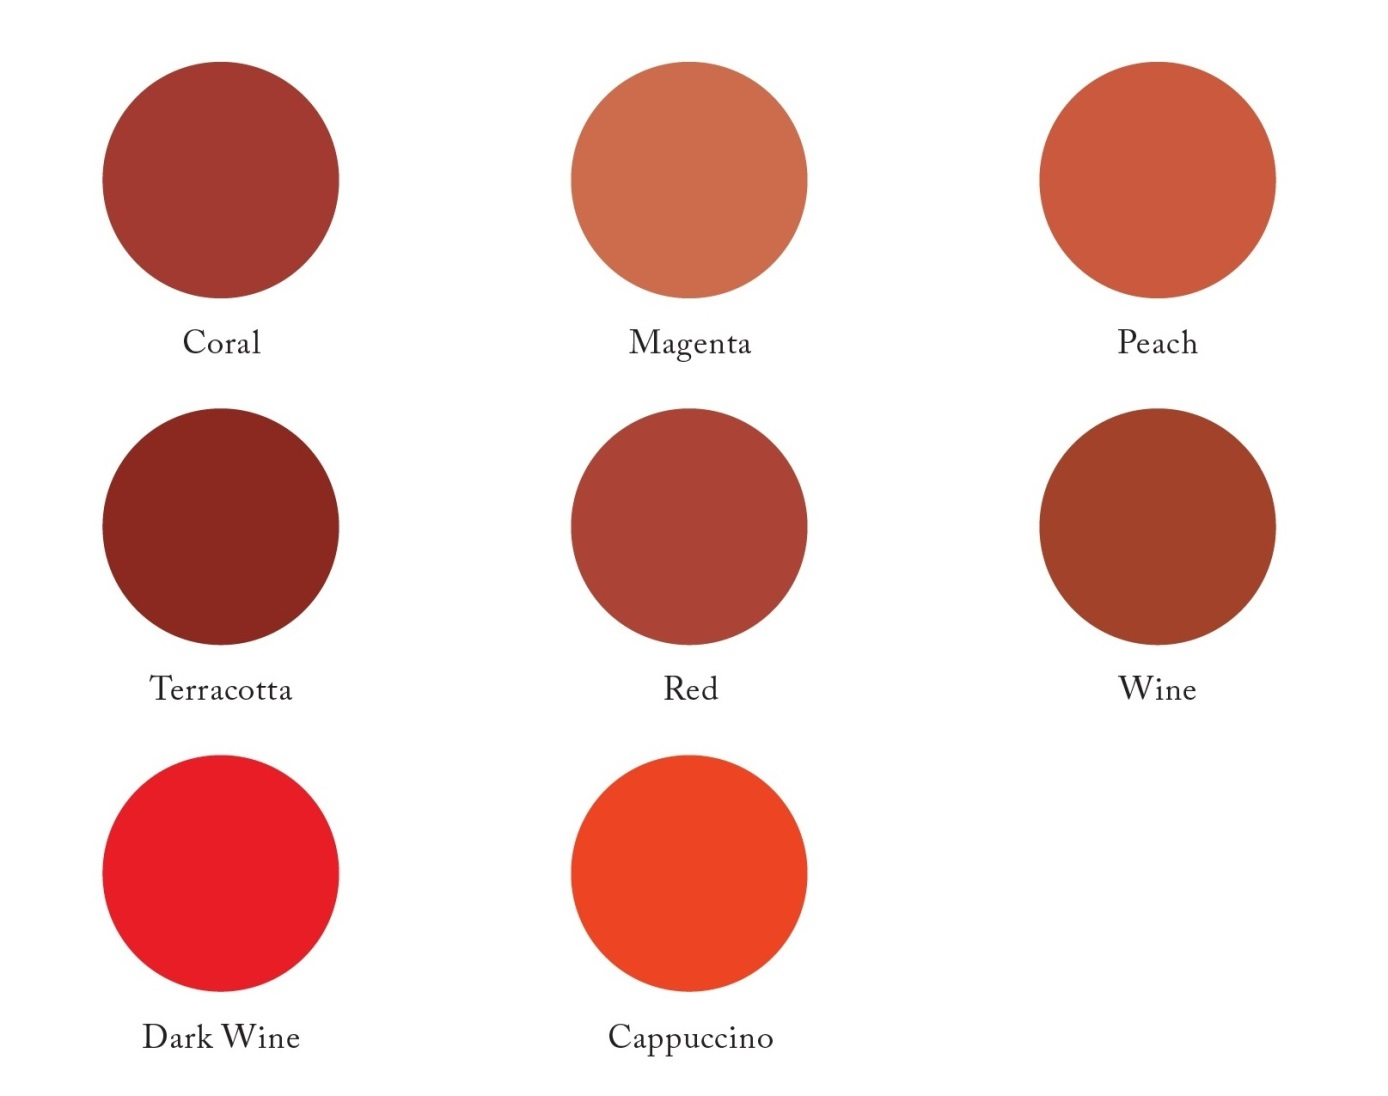 Coral
Magenta
Peach
Terracotta
Red
Wine
Dark Wine
Cappuccino